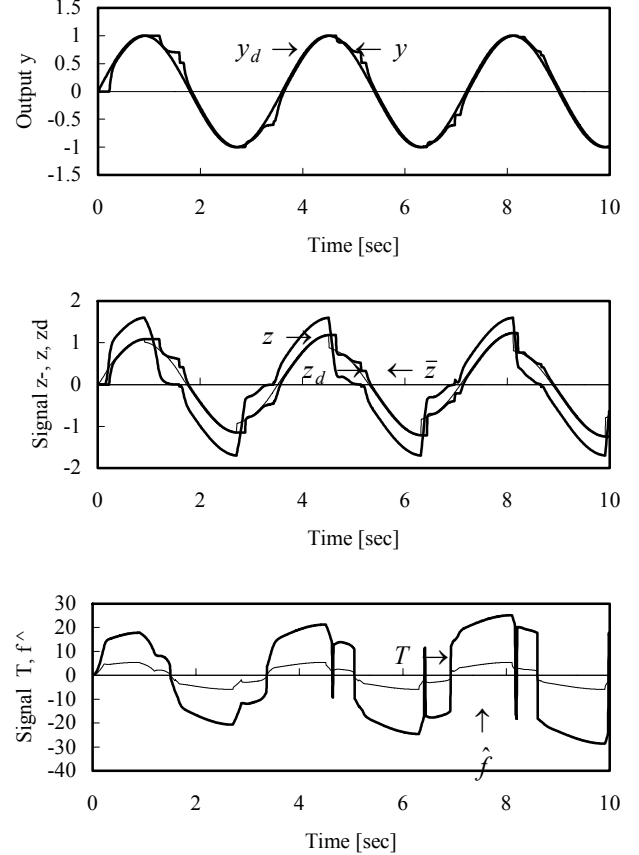 1.5
1
0.5
0
-0.5
-1
-1.5
Output y
y_d → ← y
0 2 4 6 8 10
Time [sec]
2
1
0
-1
-2
Signal z-, z, zd
z →
z_d → ← z̄
0 2 4 6 8 10
Time [sec]
30
20
10
0
-10
-20
-30
-40
Signal T, f^
T →
↑
f̂
0 2 4 6 8 10
Time [sec]